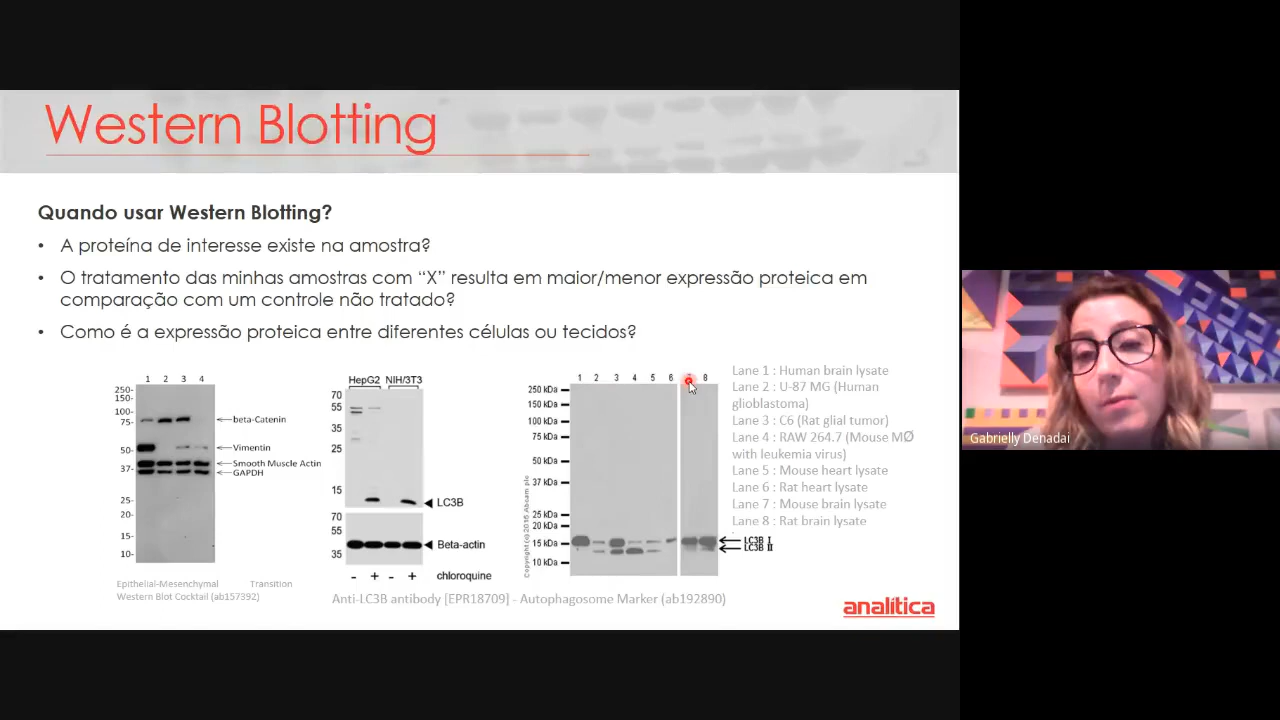 Western Blotting
Quando usar Western Blotting?
• A proteína de interesse existe na amostra?
• O tratamento das minhas amostras com “X” resulta em maior/menor expressão proteica em
comparação com um controle não tratado?
• Como é a expressão proteica entre diferentes células ou tecidos?
1 2 3 4
250-
150-
100-
75-
50-
37-
25-
20-
15-
10-
beta-Catenin
Vimentin
Smooth Muscle Actin
GAPDH
Epithelial-Mesenchymal Transition
Western Blot Cocktail (ab157392)
HepG2 NIH/3T3
70
55
35
25
15
LC3B
70
55
35
Beta-actin
- + - + chloroquine
Anti-LC3B antibody [EPR18709] - Autophagosome Marker (ab192890)
1 2 3 4 5 6 8
250 kDa
150 kDa
100 kDa
75 kDa
50 kDa
37 kDa
25 kDa
20 kDa
15 kDa
10 kDa
Copyright (c) 2016 Abcam plc
LC3B I
LC3B II
Lane 1 : Human brain lysate
Lane 2 : U-87 MG (Human
glioblastoma)
Lane 3 : C6 (Rat glial tumor)
Lane 4 : RAW 264.7 (Mouse MØ
with leukemia virus)
Lane 5 : Mouse heart lysate
Lane 6 : Rat heart lysate
Lane 7 : Mouse brain lysate
Lane 8 : Rat brain lysate
analítica
Gabrielly Denadai